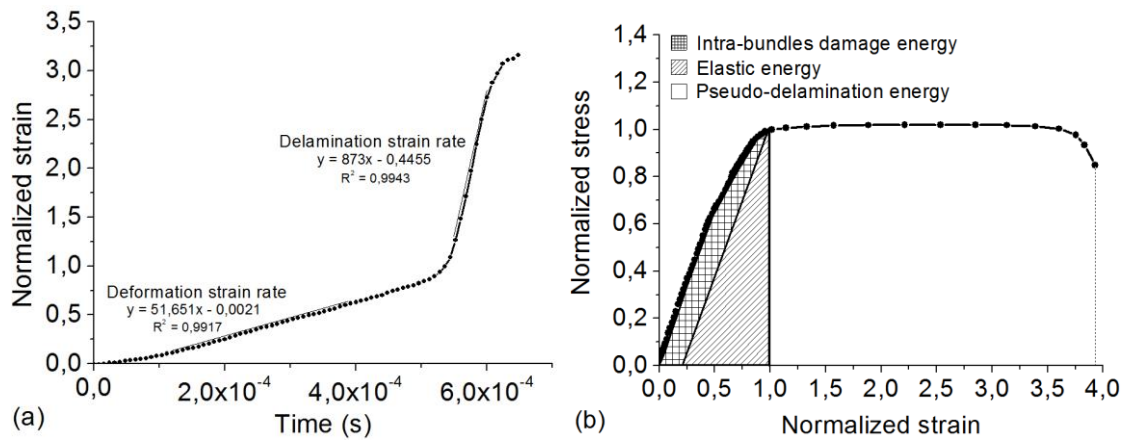 3,5
3,0
2,5
2,0
1,5
1,0
0,5
0,0
Normalized strain
Delamination strain rate
y = 873x - 0,4455
R² = 0,9943
Deformation strain rate
y = 51,651x - 0,0021
R² = 0,9917
0,0 2,0x10⁻⁴ 4,0x10⁻⁴ 6,0x10⁻⁴
Time (s)
(a)
1,4
1,2
1,0
0,8
0,6
0,4
0,2
0,0
Normalized stress
Intra-bundles damage energy
Elastic energy
Pseudo-delamination energy
0,0 0,5 1,0 1,5 2,0 2,5 3,0 3,5 4,0
Normalized strain
(b)